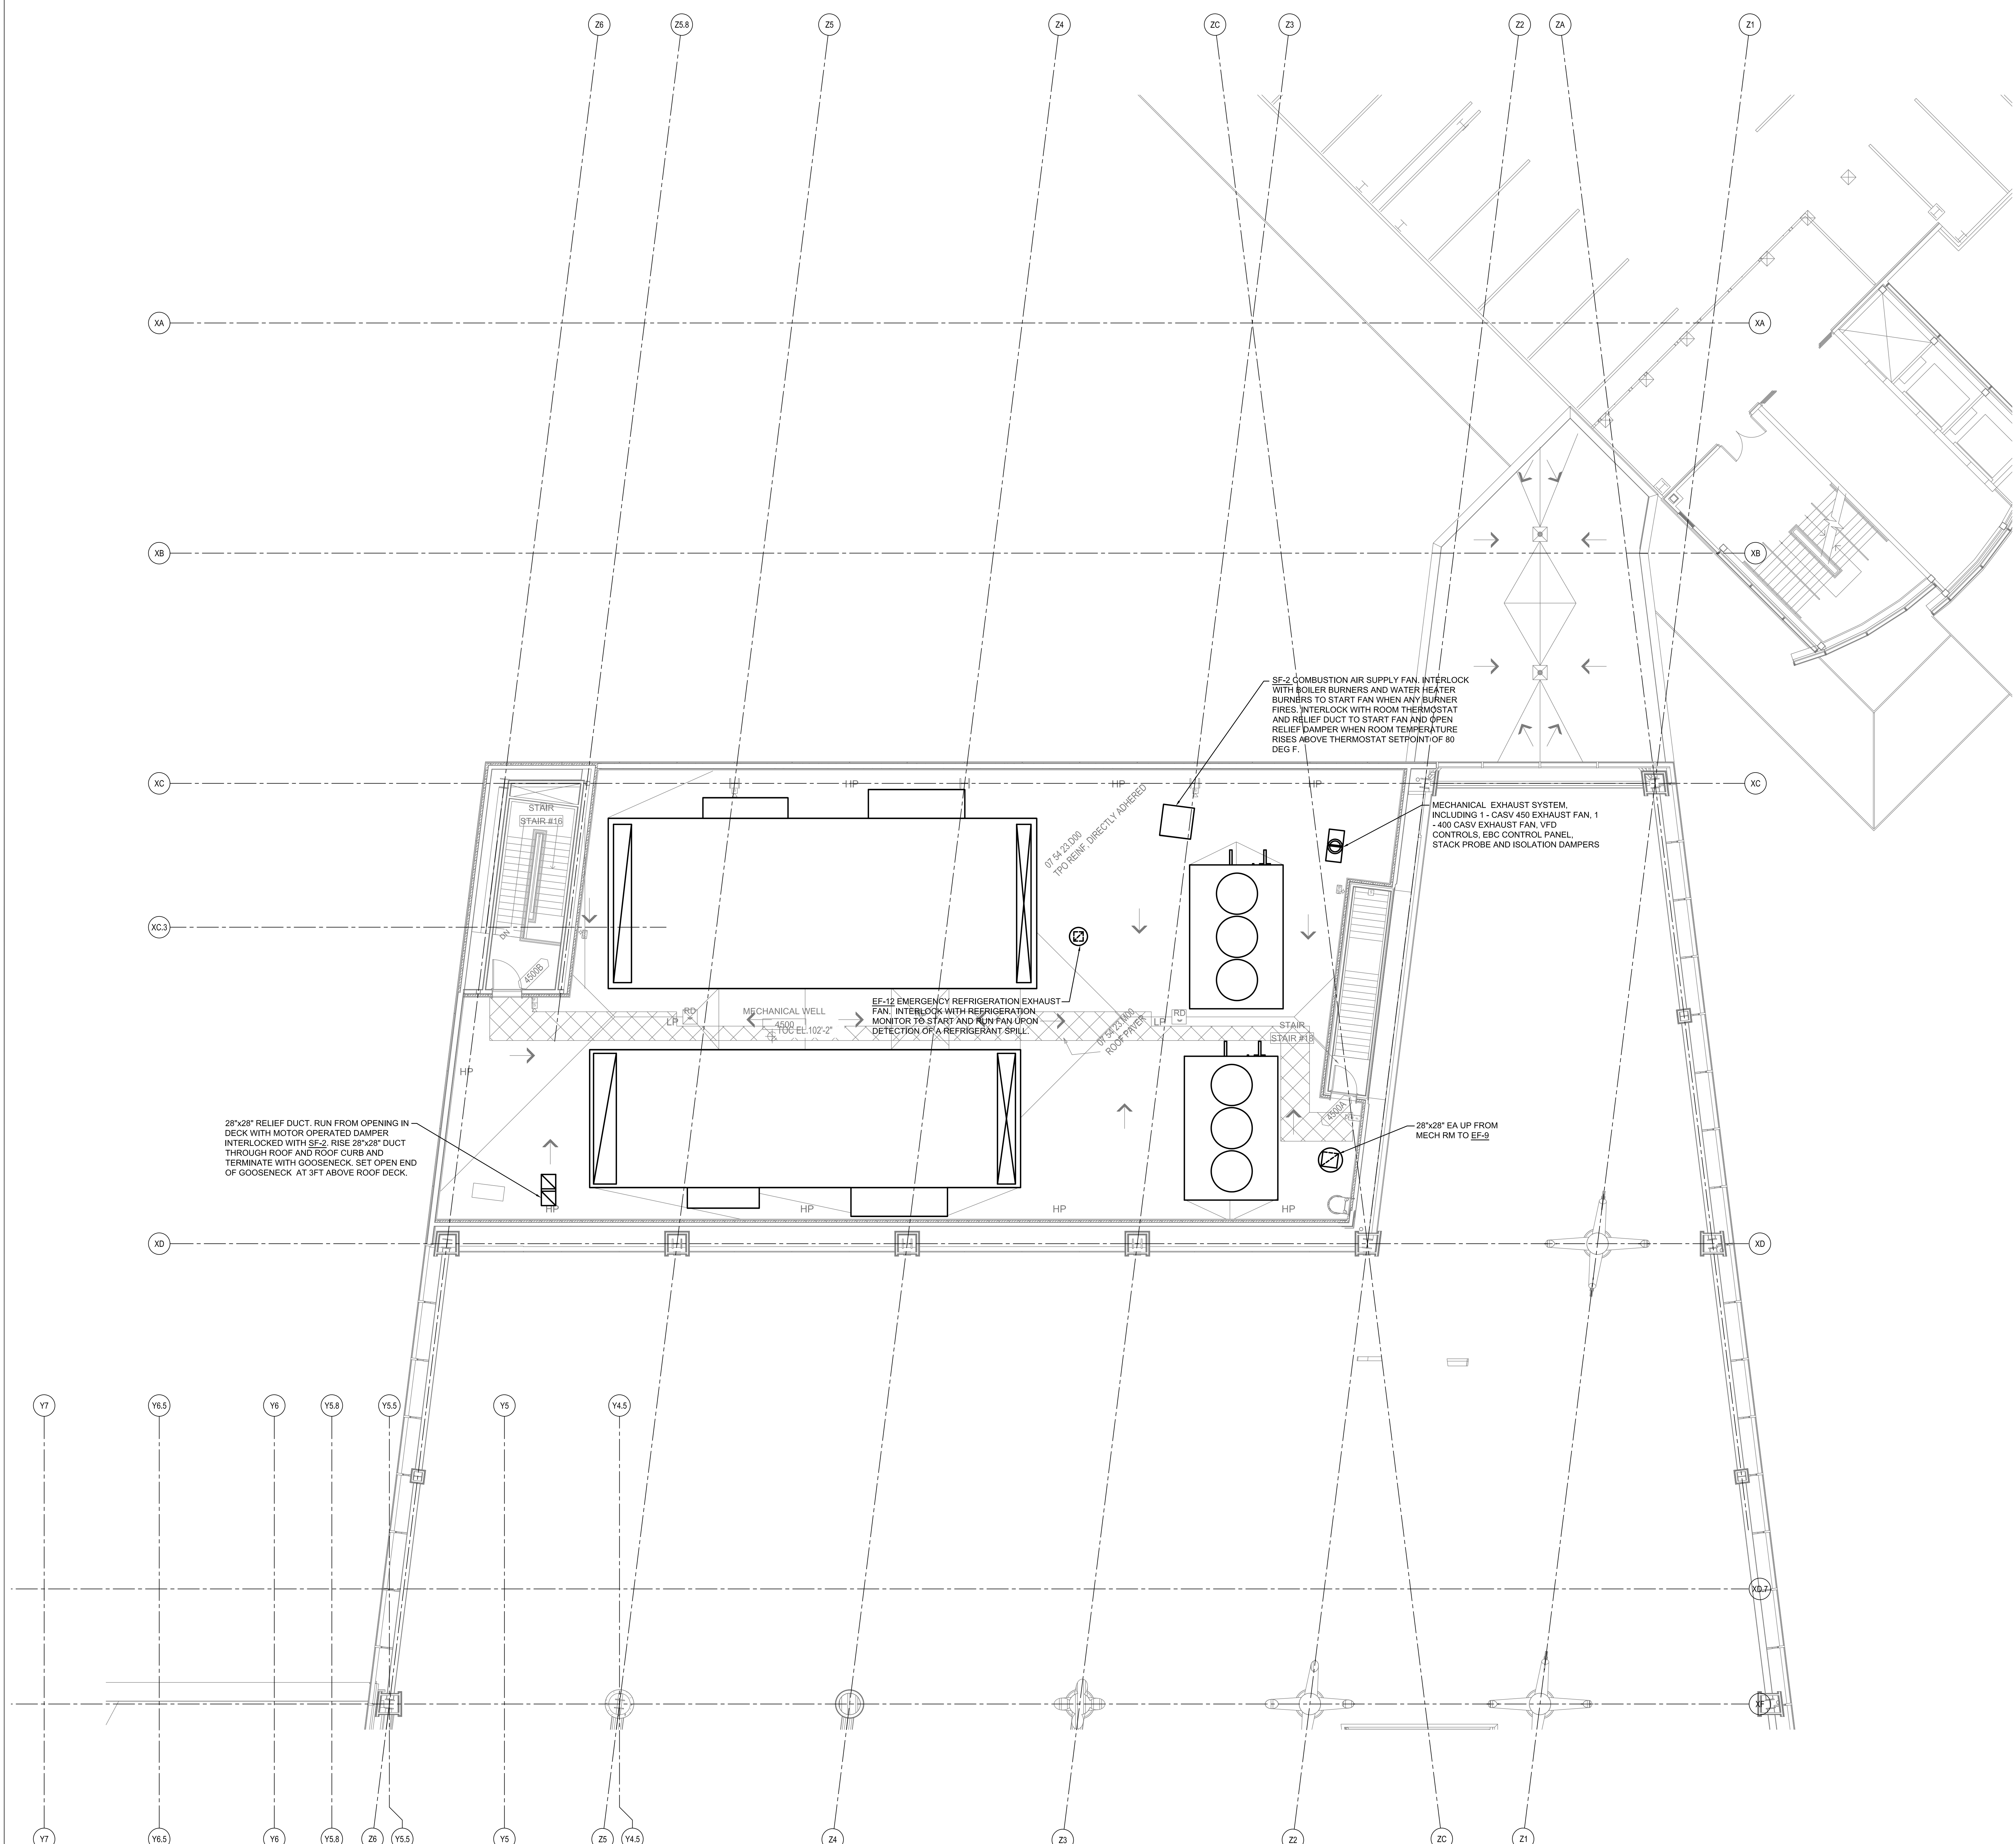 Z6
Z5.8
Z5
Z4
ZC
Z3
Z2
ZA
Z1
XA
XA
XB
XB
SF-2 COMBUSTION AIR SUPPLY FAN. INTERLOCK
WITH BOILER BURNERS AND WATER HEATER
BURNERS TO START FAN WHEN ANY BURNER
FIRES. INTERLOCK WITH ROOM THERMOSTAT
AND RELIEF DUCT TO START FAN AND OPEN
RELIEF DAMPER WHEN ROOM TEMPERATURE
RISES ABOVE THERMOSTAT SETPOINT OF 80
DEG F.
XC
HP
HP
HP
XC
STAIR
STAIR #16
07 54 23.D00
TPO REINF, DIRECTLY ADHERED
MECHANICAL EXHAUST SYSTEM,
INCLUDING 1 - CASV 450 EXHAUST FAN, 1
- 400 CASV EXHAUST FAN, VFD
CONTROLS, EBC CONTROL PANEL,
STACK PROBE AND ISOLATION DAMPERS
XC.3
DN
4500B
EF-12 EMERGENCY REFRIGERATION EXHAUST
FAN. INTERLOCK WITH REFRIGERATION
MONITOR TO START AND RUN FAN UPON
DETECTION OF A REFRIGERANT SPILL.
LP
RD
MECHANICAL WELL
4500
TOC EL.102'-2"
07 54 23.M00
ROOF PAVER
LP
RD
STAIR
STAIR #18
HP
4500A
28"x28" RELIEF DUCT. RUN FROM OPENING IN
DECK WITH MOTOR OPERATED DAMPER
INTERLOCKED WITH SF-2. RISE 28"x28" DUCT
THROUGH ROOF AND ROOF CURB AND
TERMINATE WITH GOOSENECK. SET OPEN END
OF GOOSENECK AT 3FT ABOVE ROOF DECK.
28"x28" EA UP FROM
MECH RM TO EF-9
HP
HP
HP
HP
XD
XD
Y7
Y6.5
Y6
Y5.8
Y5.5
Y5
Y4.5
XD.7
XF
Y7
Y6.5
Y6
Y5.8
Z6
Y5.5
Y5
Z5
Y4.5
Z4
Z3
Z2
ZC
Z1